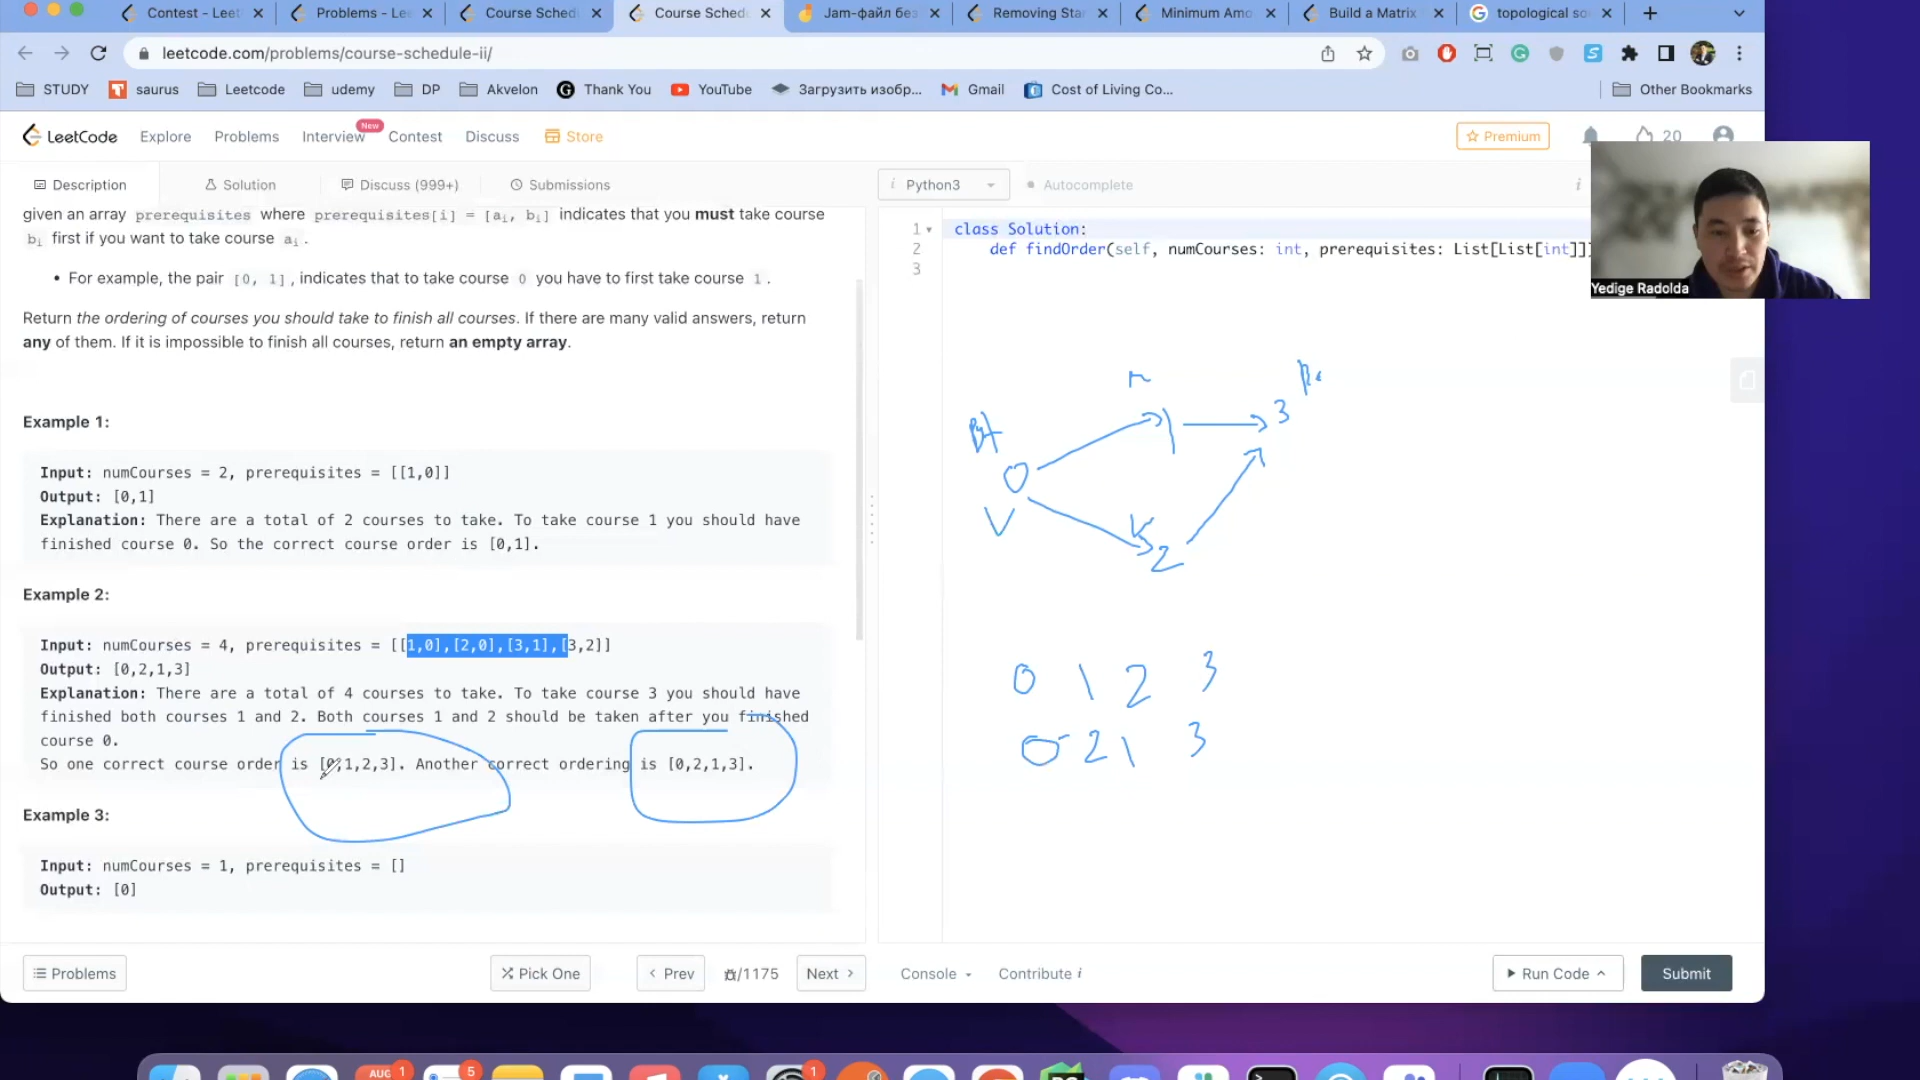 Contest - Leet
Problems - Lee
Course Sched
Course Sched
Jam-файл без
Removing Star
Minimum Amo
Build a Matrix
topological so
leetcode.com/problems/course-schedule-ii/
STUDY
saurus
Leetcode
udemy
DP
Akvelon
Thank You
YouTube
Загрузить изобр...
Gmail
Cost of Living Co...
Other Bookmarks
LeetCode
Explore
Problems
Interview
New
Contest
Discuss
Store
Premium
20
Description
Solution
Discuss (999+)
Submissions
i Python3
Autocomplete
i
given an array prerequisites where prerequisites[i] = [ai, bi] indicates that you must take course
bi first if you want to take course ai.
• For example, the pair [0, 1], indicates that to take course 0 you have to first take course 1.
Return the ordering of courses you should take to finish all courses. If there are many valid answers, return
any of them. If it is impossible to finish all courses, return an empty array.
Example 1:
Input: numCourses = 2, prerequisites = [[1,0]]
Output: [0,1]
Explanation: There are a total of 2 courses to take. To take course 1 you should have
finished course 0. So the correct course order is [0,1].
Example 2:
Input: numCourses = 4, prerequisites = [[1,0],[2,0],[3,1],[3,2]]
Output: [0,2,1,3]
Explanation: There are a total of 4 courses to take. To take course 3 you should have
finished both courses 1 and 2. Both courses 1 and 2 should be taken after you finished
course 0.
So one correct course order is [0,1,2,3]. Another correct ordering is [0,2,1,3].
Example 3:
Input: numCourses = 1, prerequisites = []
Output: [0]
1 class Solution:
2 def findOrder(self, numCourses: int, prerequisites: List[List[int]]
3
Yedige Radolda
0
1
2
3
0 1 2 3
0 2 1 3
Problems
Pick One
Prev
/1175
Next
Console
Contribute i
Run Code
Submit
AUG
1
5
1